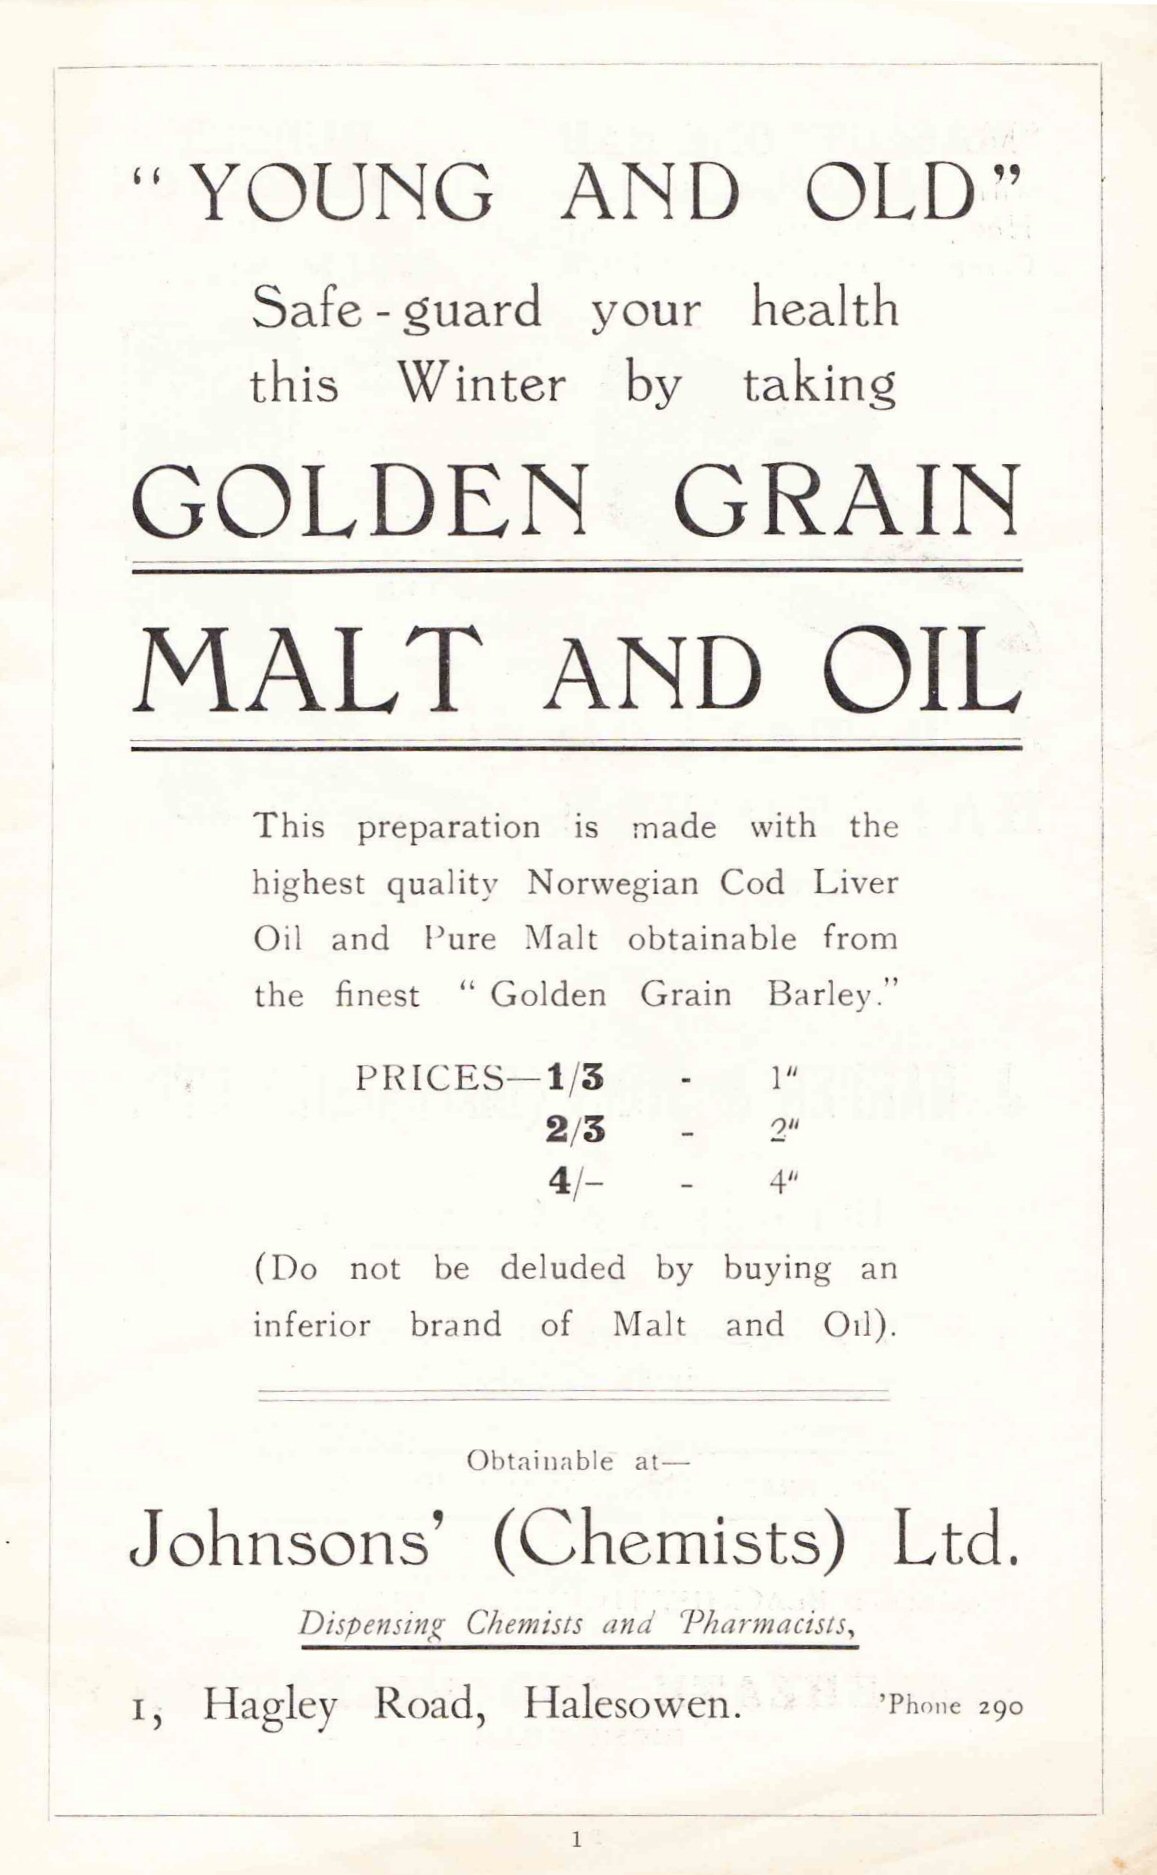 “ YOUNG AND OLD ”
Safe - guard your health
this Winter by taking
GOLDEN GRAIN
MALT AND OIL
This preparation is made with the
highest quality Norwegian Cod Liver
Oil and Pure Malt obtainable from
the finest “ Golden Grain Barley.”
PRICES—1/3 - 1"
2/3 - 2"
4/– - 4"
(Do not be deluded by buying an
inferior brand of Malt and Oil).
Obtainable at—
Johnsons’ (Chemists) Ltd.
Dispensing Chemists and Pharmacists,
1, Hagley Road, Halesowen. ’Phone 290
1